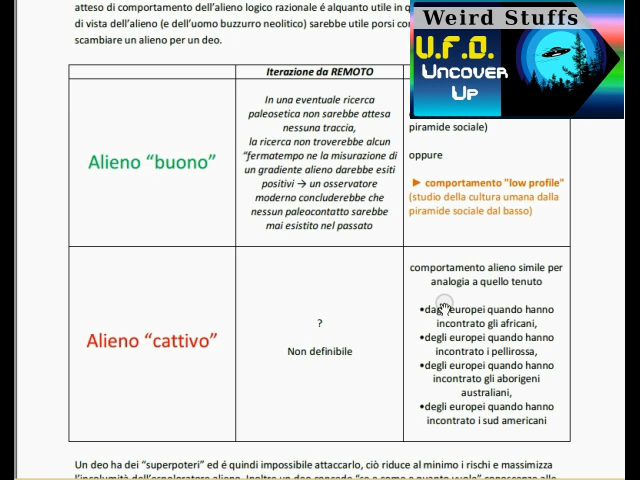 atteso di comportamento dell'alieno logico razionale é alquanto utile in
di vista dell'alieno (e dell'uomo buzzurro neolitico) sarebbe utile porsi
scambiare un alieno per un deo.
Weird Stuffs
U.F.O.
Uncover
Up
Iterazione da REMOTO
Alieno "buono"
In una eventuale ricerca
paleosetica non sarebbe attesa
nessuna traccia,
la ricerca non troverebbe alcun
"fermatempo ne la misurazione di
un gradiente alieno darebbe esiti
positivi → un osservatore
moderno concluderebbe che
nessun paleocontatto sarebbe
mai esistito nel passato
piramide sociale)
oppure
► comportamento "low profile"
(studio della cultura umana dalla
piramide sociale dal basso)
Alieno "cattivo"
?
Non definibile
comportamento alieno simile per
analogia a quello tenuto
europei quando hanno
incontrato gli africani,
•degli europei quando hanno
incontrato i pellirossa,
•degli europei quando hanno
incontrato gli aborigeni
australiani,
•degli europei quando hanno
incontrato i sud americani
Un deo ha dei "superpoteri" ed é quindi impossibile attaccarlo, ciò riduce al minimo i rischi e massimizza